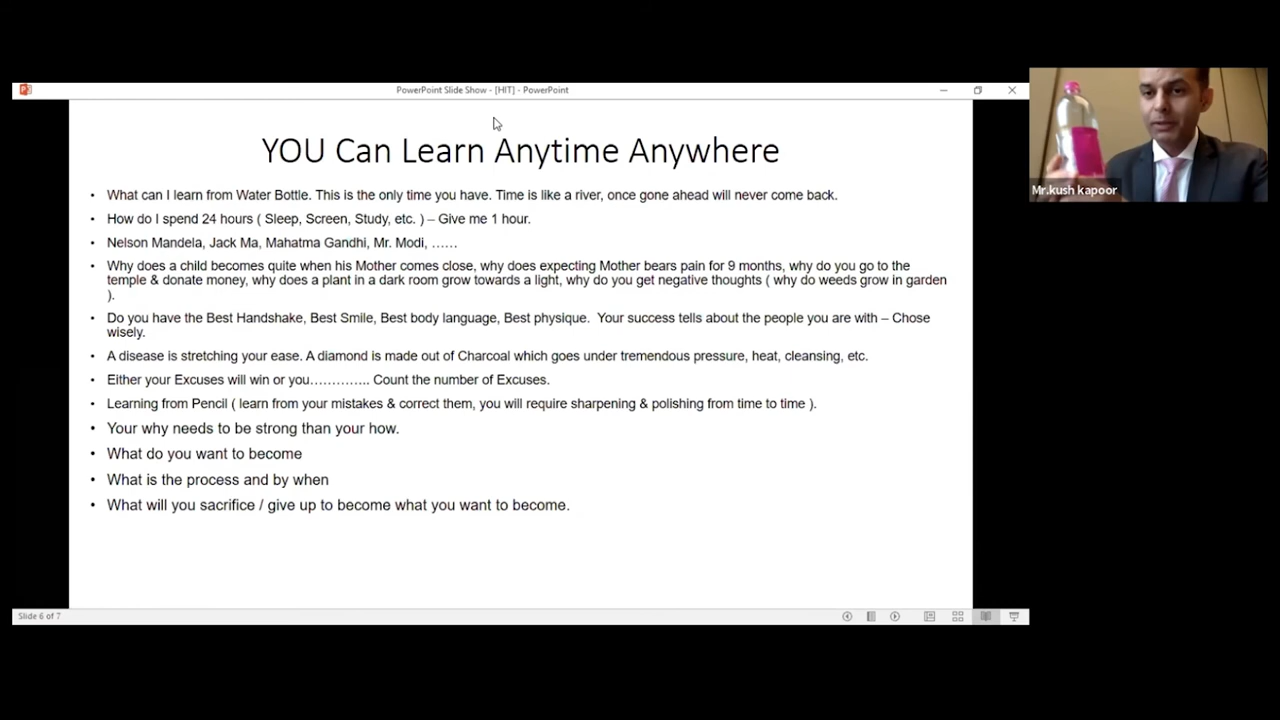 PowerPoint Slide Show - [HIT] - PowerPoint
YOU Can Learn Anytime Anywhere
• What can I learn from Water Bottle. This is the only time you have. Time is like a river, once gone ahead will never come back.
• How do I spend 24 hours ( Sleep, Screen, Study, etc. ) – Give me 1 hour.
• Nelson Mandela, Jack Ma, Mahatma Gandhi, Mr. Modi, ……
• Why does a child becomes quite when his Mother comes close, why does expecting Mother bears pain for 9 months, why do you go to the
temple & donate money, why does a plant in a dark room grow towards a light, why do you get negative thoughts ( why do weeds grow in garden
).
• Do you have the Best Handshake, Best Smile, Best body language, Best physique.  Your success tells about the people you are with – Chose
wisely.
• A disease is stretching your ease. A diamond is made out of Charcoal which goes under tremendous pressure, heat, cleansing, etc.
• Either your Excuses will win or you………….. Count the number of Excuses.
• Learning from Pencil ( learn from your mistakes & correct them, you will require sharpening & polishing from time to time ).
• Your why needs to be strong than your how.
• What do you want to become
• What is the process and by when
• What will you sacrifice / give up to become what you want to become.
Slide 6 of 7
Mr.kush kapoor